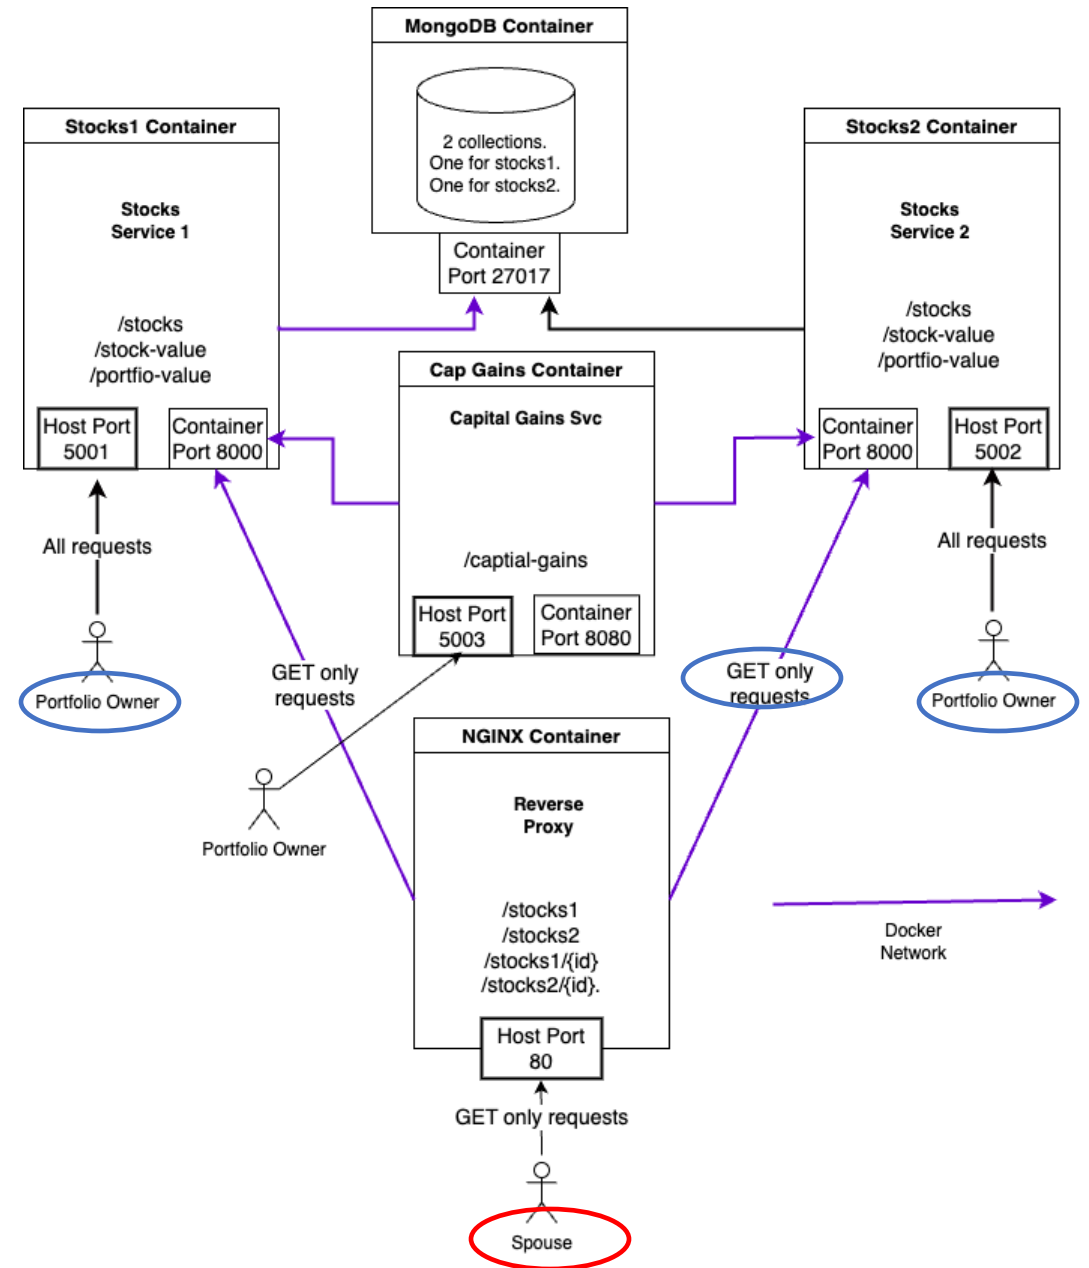 MongoDB Container
2 collections.
One for stocks1.
One for stocks2.
Container
Port 27017
Stocks1 Container
Stocks
Service 1
/stocks
/stock-value
/portfio-value
Host Port
5001
Container
Port 8000
All requests
Portfolio Owner
Stocks2 Container
Stocks
Service 2
/stocks
/stock-value
/portfio-value
Container
Port 8000
Host Port
5002
All requests
Portfolio Owner
Cap Gains Container
Capital Gains Svc
/captial-gains
Host Port
5003
Container
Port 8080
GET only
requests
GET only
requests
Portfolio Owner
NGINX Container
Reverse
Proxy
/stocks1
/stocks2
/stocks1/{id}
/stocks2/{id}.
Host Port
80
GET only requests
Spouse
Docker
Network